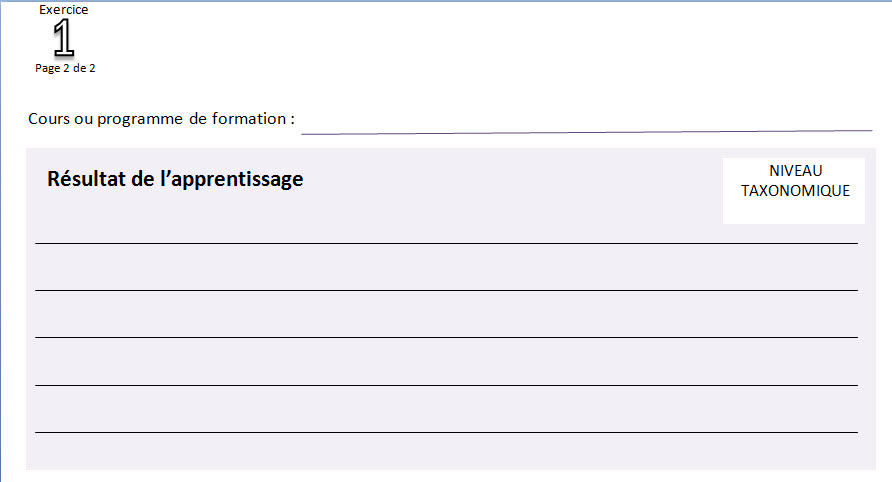 Exercice
1
Page 2 de 2
Cours ou programme de formation :
Résultat de l’apprentissage
NIVEAU
TAXONOMIQUE